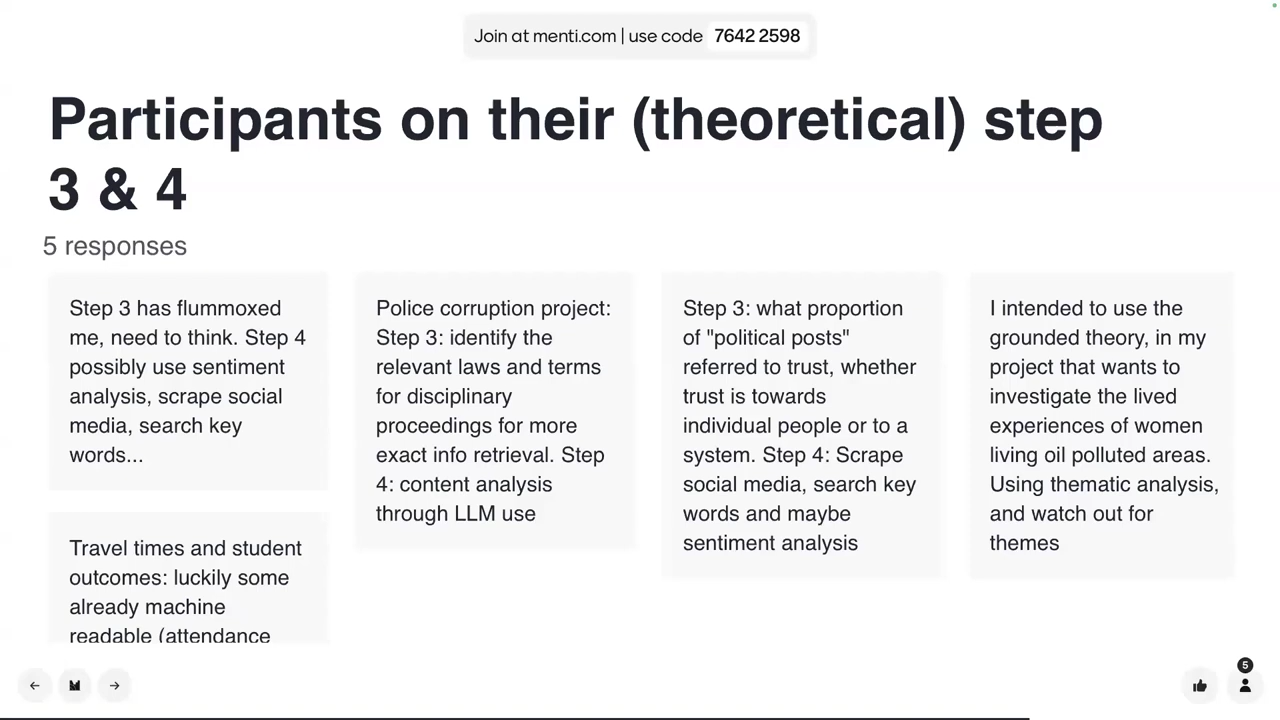 Join at menti.com | use code 7642 2598
Participants on their (theoretical) step
3 & 4
5 responses
Step 3 has flummoxed
me, need to think. Step 4
possibly use sentiment
analysis, scrape social
media, search key
words...
Travel times and student
outcomes: luckily some
already machine
readable (attendance
Police corruption project:
Step 3: identify the
relevant laws and terms
for disciplinary
proceedings for more
exact info retrieval. Step
4: content analysis
through LLM use
Step 3: what proportion
of "political posts"
referred to trust, whether
trust is towards
individual people or to a
system. Step 4: Scrape
social media, search key
words and maybe
sentiment analysis
I intended to use the
grounded theory, in my
project that wants to
investigate the lived
experiences of women
living oil polluted areas.
Using thematic analysis,
and watch out for
themes
5